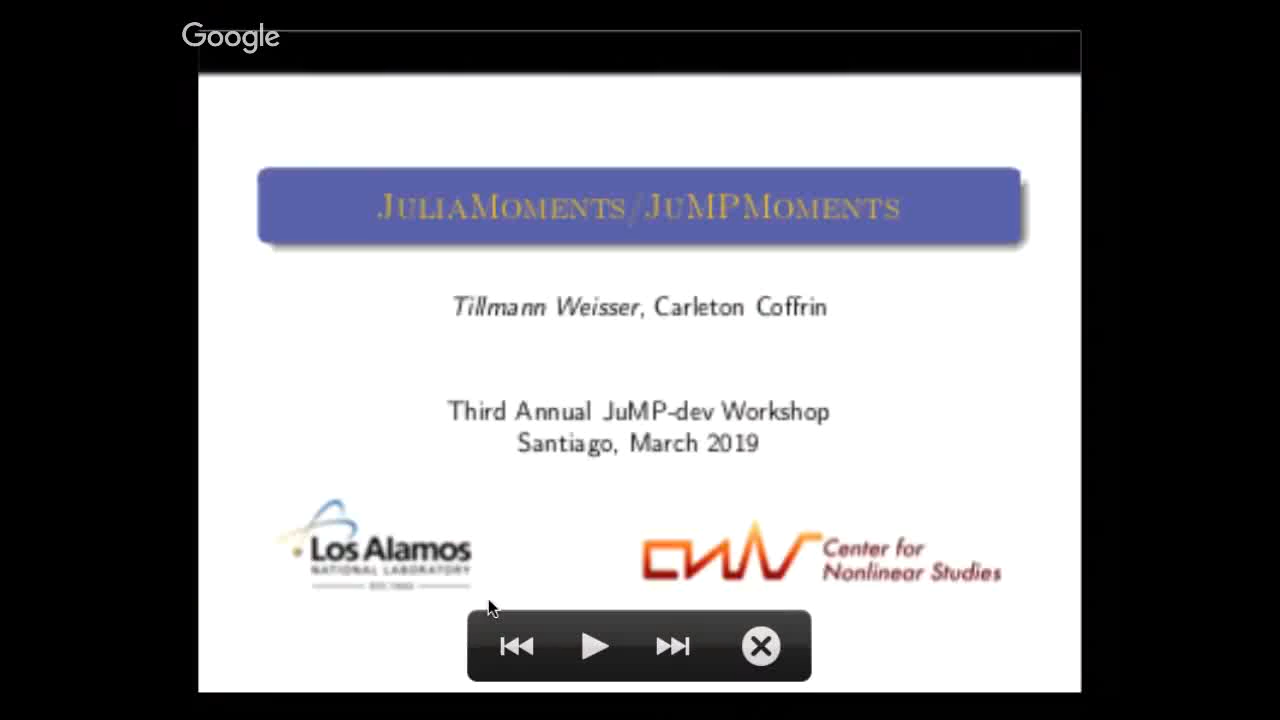 Google
JULIAMOMENTS/JUMPMOMENTS
Tillmann Weisser, Carleton Coffrin
Third Annual JuMP-dev Workshop
Santiago, March 2019
Los Alamos
NATIONAL LABORATORY
Center for
Nonlinear Studies